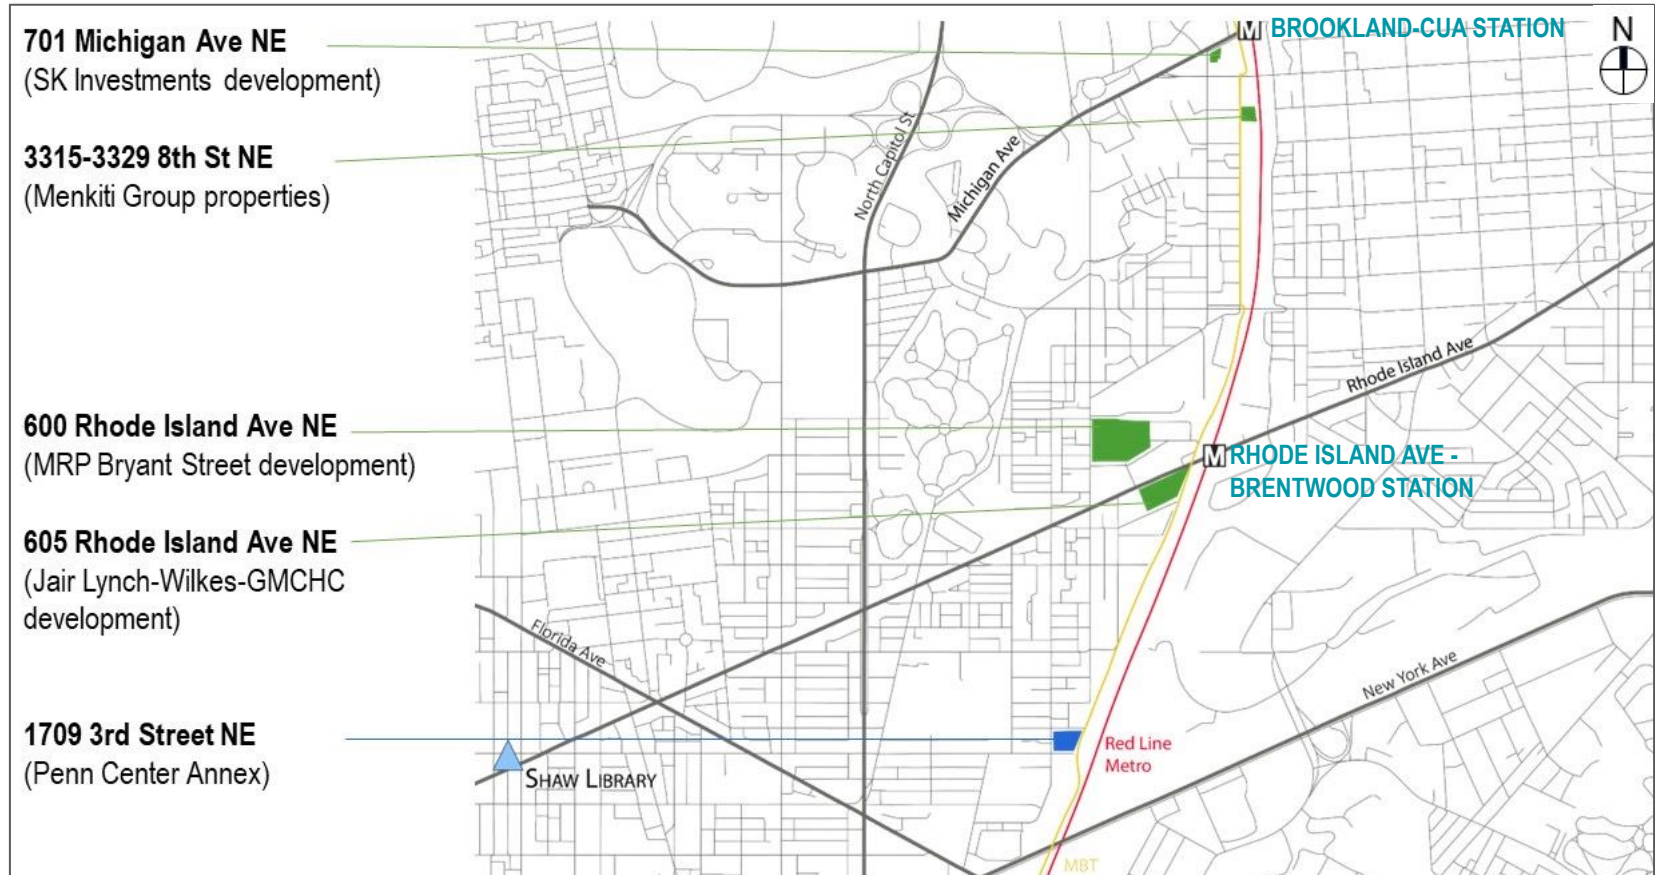 701 Michigan Ave NE
(SK Investments development)
3315-3329 8th St NE
(Menkiti Group properties)
600 Rhode Island Ave NE
(MRP Bryant Street development)
605 Rhode Island Ave NE
(Jair Lynch-Wilkes-GMCHC
development)
1709 3rd Street NE
(Penn Center Annex)
M BROOKLAND-CUA STATION
N
North Capitol St
Michigan Ave
Rhode Island Ave
M RHODE ISLAND AVE -
BRENTWOOD STATION
Florida Ave
New York Ave
Red Line
Metro
SHAW LIBRARY
MBT